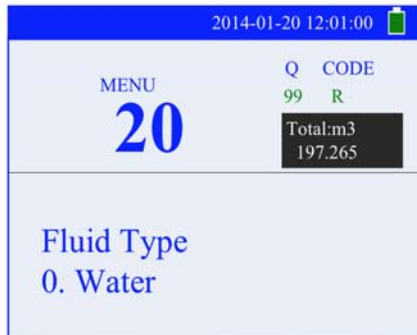 2014-01-20 12:01:00
MENU
20
Q CODE
99 R
Total:m3
197.265
Fluid Type
0. Water